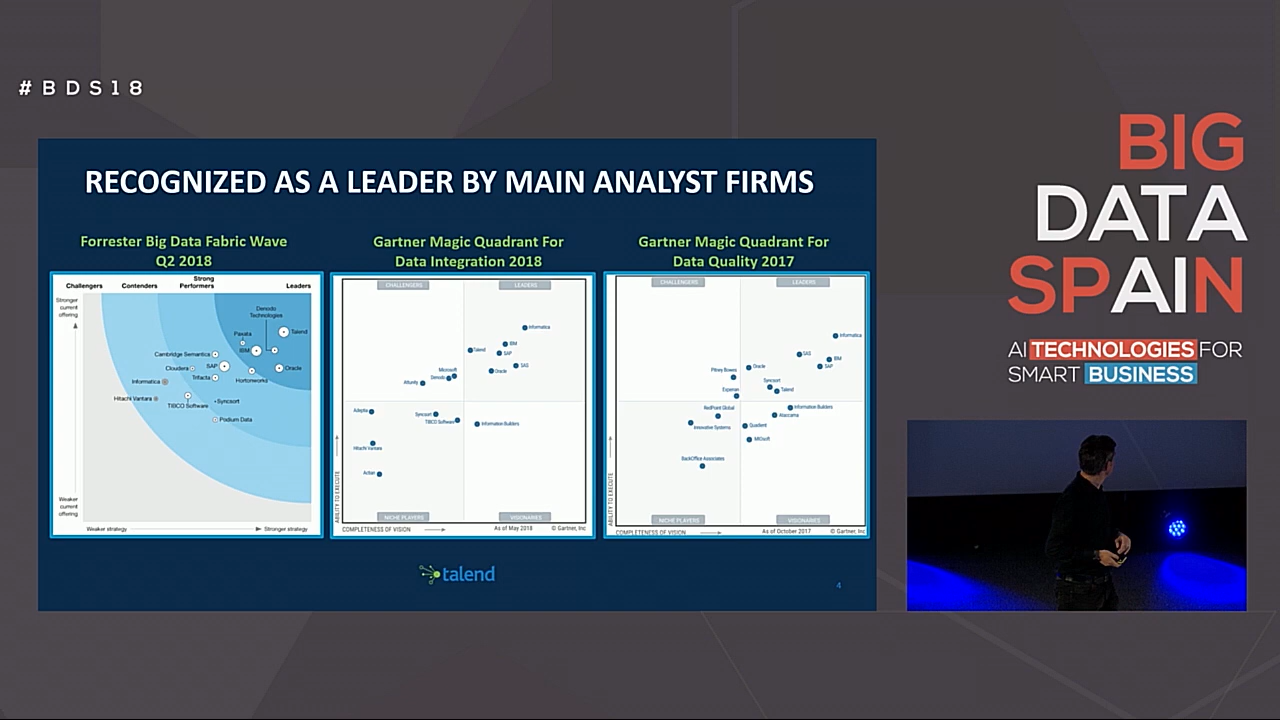 #BDS18
RECOGNIZED AS A LEADER BY MAIN ANALYST FIRMS
Forrester Big Data Fabric Wave
Q2 2018
Challengers
Contenders
Strong
Performers
Leaders
Stronger
current
offering
Denodo
Technologies
Talend
Paxata
IBM
Cambridge Semantics
Cloudera
SAP
Oracle
Trifacta
Hortonworks
Informatica
Hitachi Vantara
TIBCO Software
Syncsort
Podium Data
Weaker
current
offering
Weaker strategy
Stronger strategy
Gartner Magic Quadrant For
Data Integration 2018
CHALLENGERS
LEADERS
Informatica
IBM
Talend
SAP
SAS
Oracle
Microsoft
Denodo
Attunity
Adeptia
Syncsort
TIBCO Software
Information Builders
Hitachi Vantara
Actian
ABILITY TO EXECUTE
NICHE PLAYERS
VISIONARIES
COMPLETENESS OF VISION
As of May 2018
© Gartner, Inc
Gartner Magic Quadrant For
Data Quality 2017
CHALLENGERS
LEADERS
Informatica
SAS
IBM
SAP
Oracle
Pitney Bowes
Syncsort
Talend
Experian
RedPoint Global
Information Builders
Ataccama
Innovative Systems
Quadient
MIOsoft
BackOffice Associates
ABILITY TO EXECUTE
NICHE PLAYERS
VISIONARIES
COMPLETENESS OF VISION
As of October 2017
© Gartner, Inc
talend
4
BIG
DATA
SPAIN
AI TECHNOLOGIES FOR
SMART BUSINESS